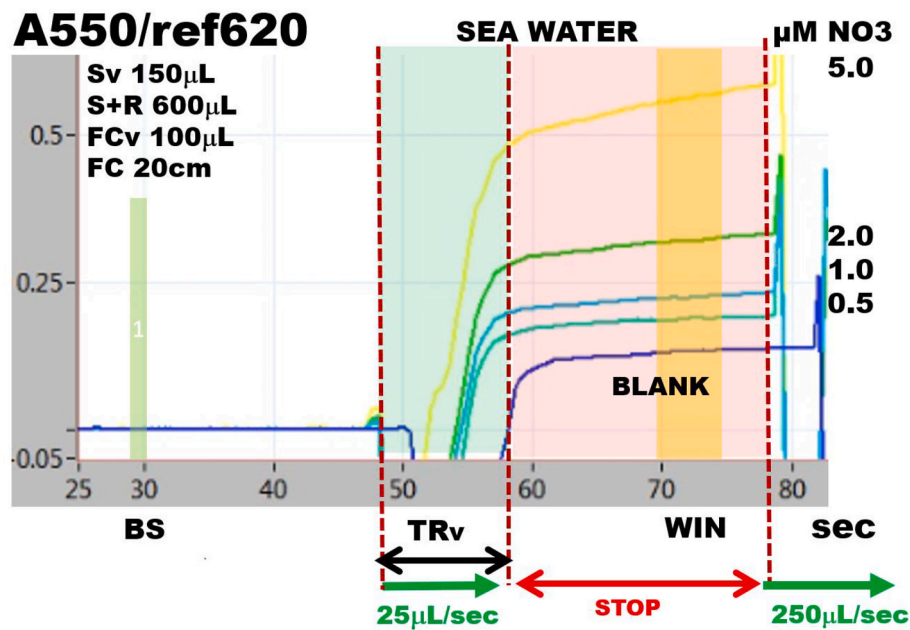 A550/ref620
SEA WATER
µM NO3
Sv 150µL
S+R 600µL
FCv 100µL
FC 20cm
5.0
0.5
2.0
0.25
1.0
0.5
1
BLANK
-0.05
25 30 40 50 60 70 80
BS TRv WIN sec
STOP
25µL/sec
250µL/sec